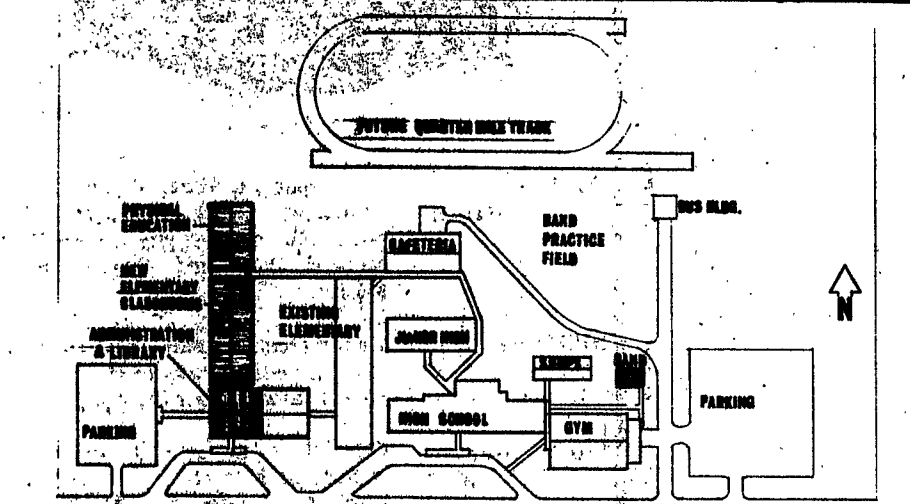 FUTURE QUARTER MILE TRACK
PHYSICAL
EDUCATION
BUS BLDG.
BAND
PRACTICE
FIELD
CAFETERIA
NEW
ELEMENTARY
CLASSROOMS
EXISTING
ELEMENTARY
N
ADMINISTRATION
& LIBRARY
JUNIOR HIGH
BAND
PARKING
PARKING
HIGH SCHOOL
GYM